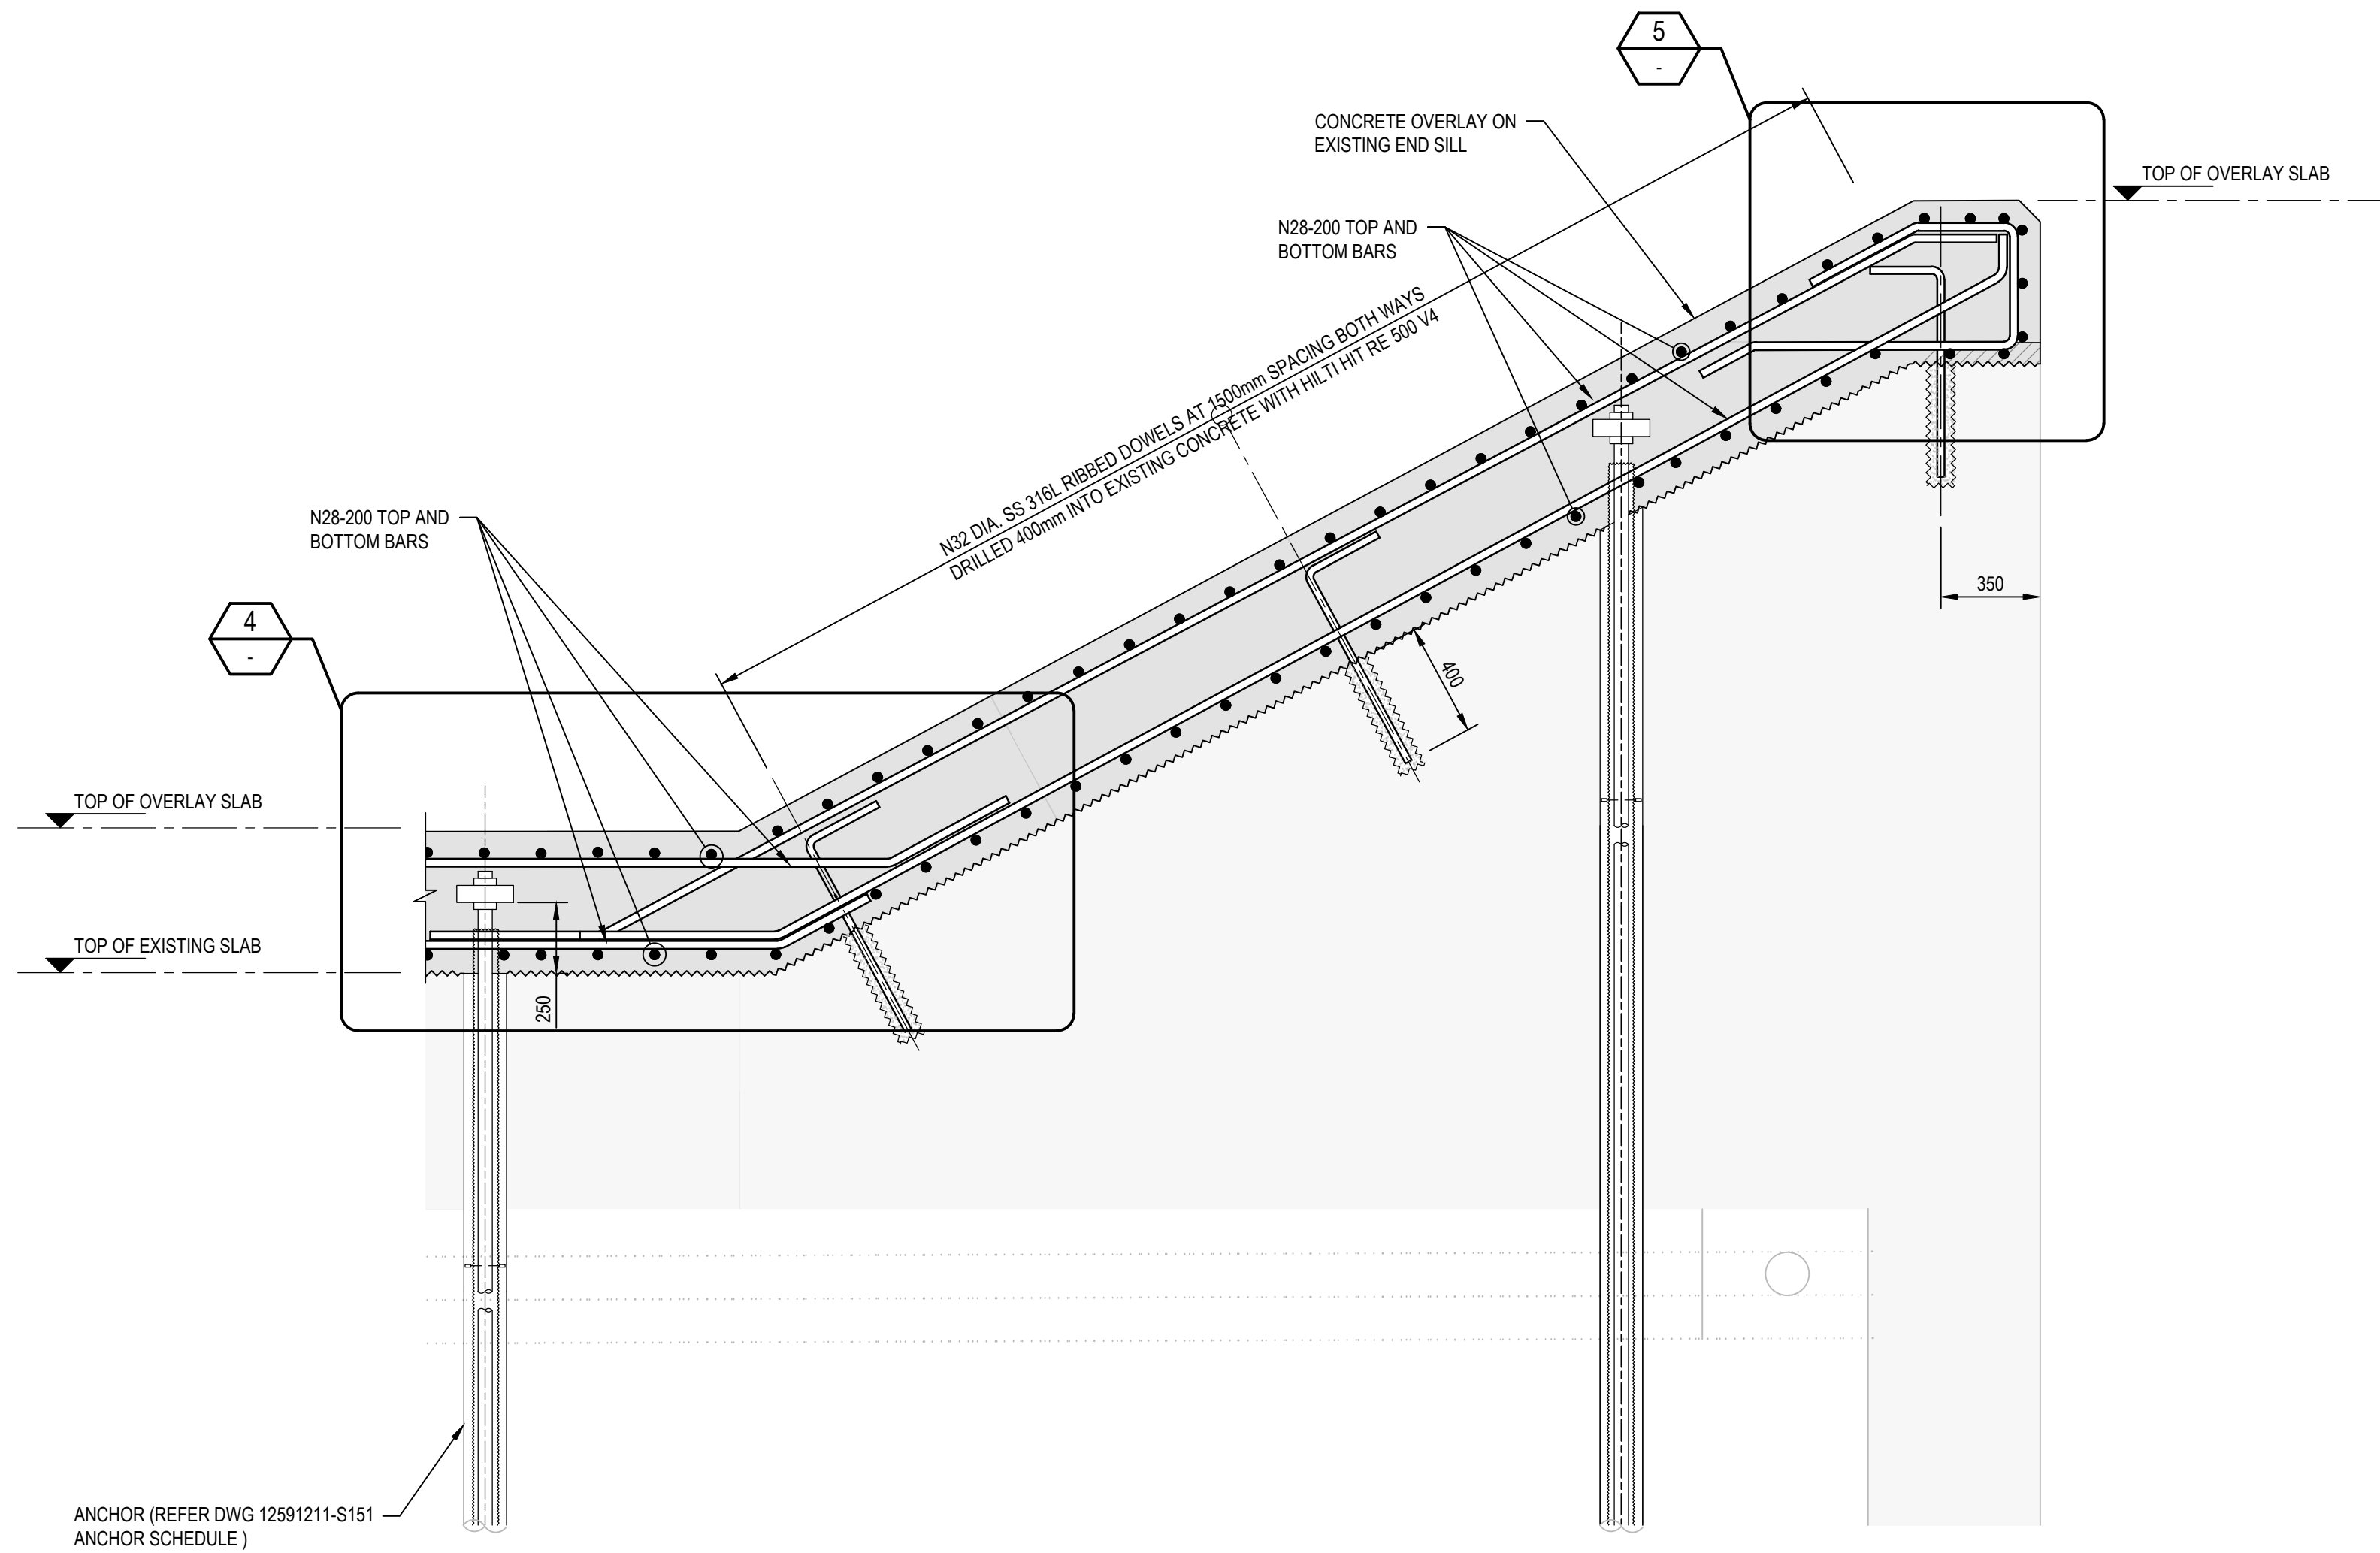 5
-
CONCRETE OVERLAY ON
EXISTING END SILL
TOP OF OVERLAY SLAB
N28-200 TOP AND
BOTTOM BARS
N32 DIA. SS 316L RIBBED DOWELS AT 1500mm SPACING BOTH WAYS
DRILLED 400mm INTO EXISTING CONCRETE WITH HILTI HIT RE 500 V4
N28-200 TOP AND
BOTTOM BARS
350
4
-
400
TOP OF OVERLAY SLAB
TOP OF EXISTING SLAB
250
ANCHOR (REFER DWG 12591211-S151
ANCHOR SCHEDULE )